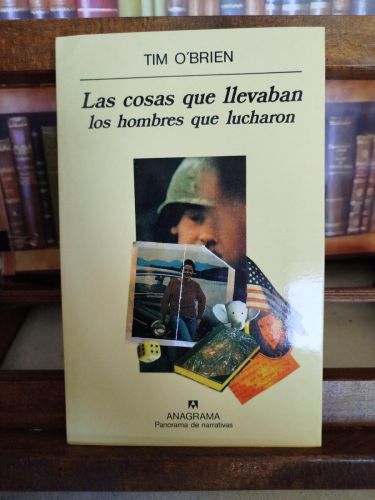 TIM O'BRIEN
Las cosas que llevaban
los hombres que lucharon
ANAGRAMA
Panorama de narrativas